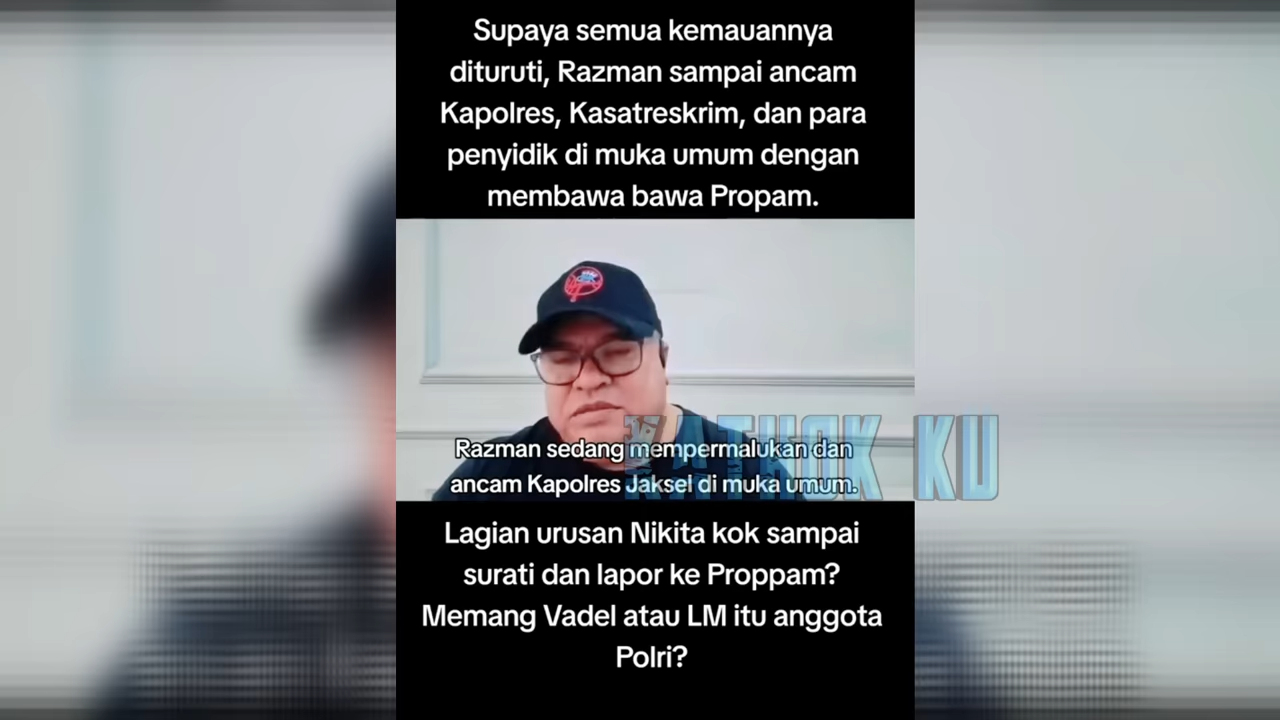 Supaya semua kemauannya
dituruti, Razman sampai ancam
Kapolres, Kasatreskrim, dan para
penyidik di muka umum dengan
membawa bawa Propam.
Razman sedang mempermalukan dan
ancam Kapolres Jaksel di muka umum.
KATHOK KU
Lagian urusan Nikita kok sampai
surati dan lapor ke Proppam?
Memang Vadel atau LM itu anggota
Polri?